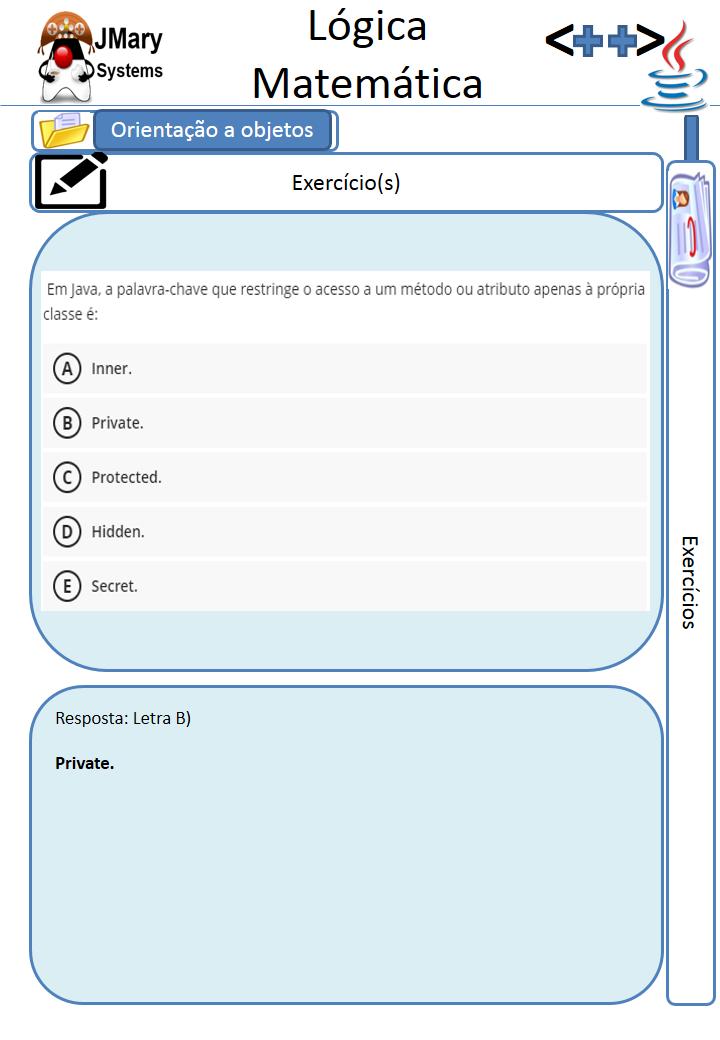 JMary
Systems
Lógica
Matemática
<++>
Orientação a objetos
Exercício(s)
Em Java, a palavra-chave que restringe o acesso a um método ou atributo apenas à própria
classe é:
A Inner.
B Private.
C Protected.
D Hidden.
E Secret.
Exercícios
Resposta: Letra B)
Private.